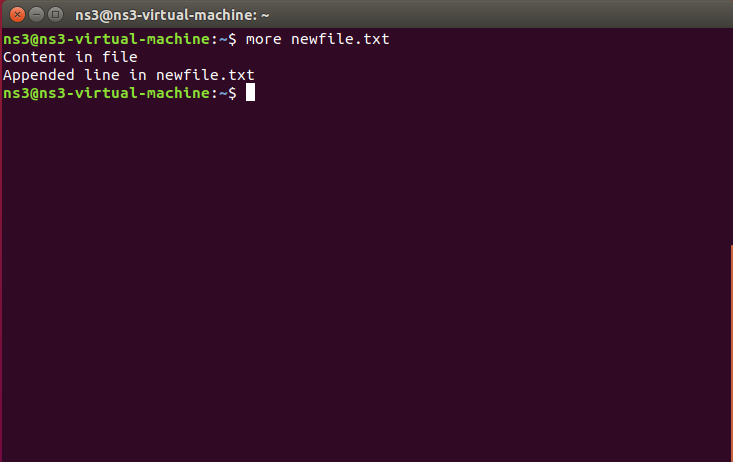 ns3@ns3-virtual-machine: ~
ns3@ns3-virtual-machine:~$ more newfile.txt
Content in file
Appended line in newfile.txt
ns3@ns3-virtual-machine:~$